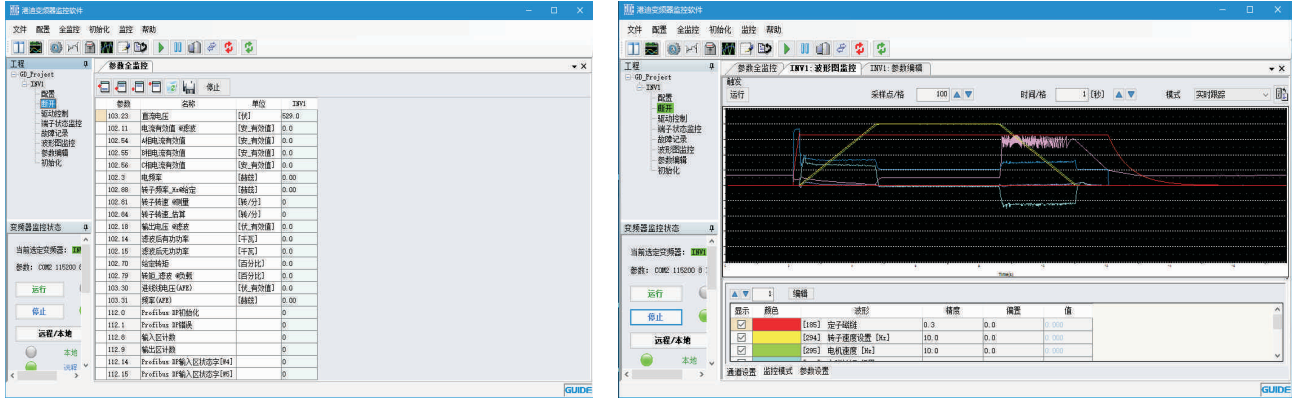 港迪变频器监控软件
文件 配置 全监控 初始化 监控 帮助
工程
GD_Project
INV1
配置
断开
驱动控制
端子状态监控
故障记录
波形图监控
参数编辑
初始化
变频器监控状态
当前选定变频器: INV
参数: COM2 115200 8
运行
停止
远程/本地
本地
远程
参数全监控
停止
参数 名称 单位 INV1
103.23 直流电压 [伏] 529.0
102.11 电流有效值 @滤波 [安_有效值] 0.0
102.54 A相电流有效值 [安_有效值] 0.0
102.55 B相电流有效值 [安_有效值] 0.0
102.56 C相电流有效值 [安_有效值] 0.0
102.3 电频率 [赫兹] 0.00
102.88 转子频率_Hz@给定 [赫兹] 0.00
102.61 转子转速 @测量 [转/分] 0
102.64 转子转速_估算 [转/分] 0
102.18 输出电压 @滤波 [伏_有效值] 0.0
102.14 滤波后有功功率 [千瓦] 0.0
102.15 滤波后无功功率 [千瓦] 0.0
102.70 给定转矩 [百分比] 0.0
102.79 转矩_滤波 @负载 [百分比] 0.0
103.30 进线线电压(AFE) [伏_有效值] 0.0
103.31 频率(AFE) [赫兹] 0.00
112.0 Profibus DP初始化 0
112.1 Profibus DP错误 0
112.8 输入区计数 0
112.9 输出区计数 0
112.14 Profibus DP输入区状态字[W4] 0
112.15 Profibus DP输入区状态字[W5] 0
GUIDE
港迪变频器监控软件
文件 配置 全监控 初始化 监控 帮助
工程
GD_Project
INV1
配置
断开
驱动控制
端子状态监控
故障记录
波形图监控
参数编辑
初始化
变频器监控状态
当前选定变频器: INV1
参数: COM2 115200 8
运行
停止
远程/本地
本地
参数全监控 INV1:波形图监控 INV1:参数编辑
触发
运行 采样点/格 100 时间/格 1 [秒] 模式 实时跟踪
1 编辑
显示 颜色 波形 精度 偏置 值
[185] 定子磁链 0.3 0.0 0.000
[294] 转子速度设置 [Hz] 10.0 0.0 0.000
[295] 电机速度 [Hz] 10.0 0.0 0.000
通道设置 监控模式 参数设置
GUIDE